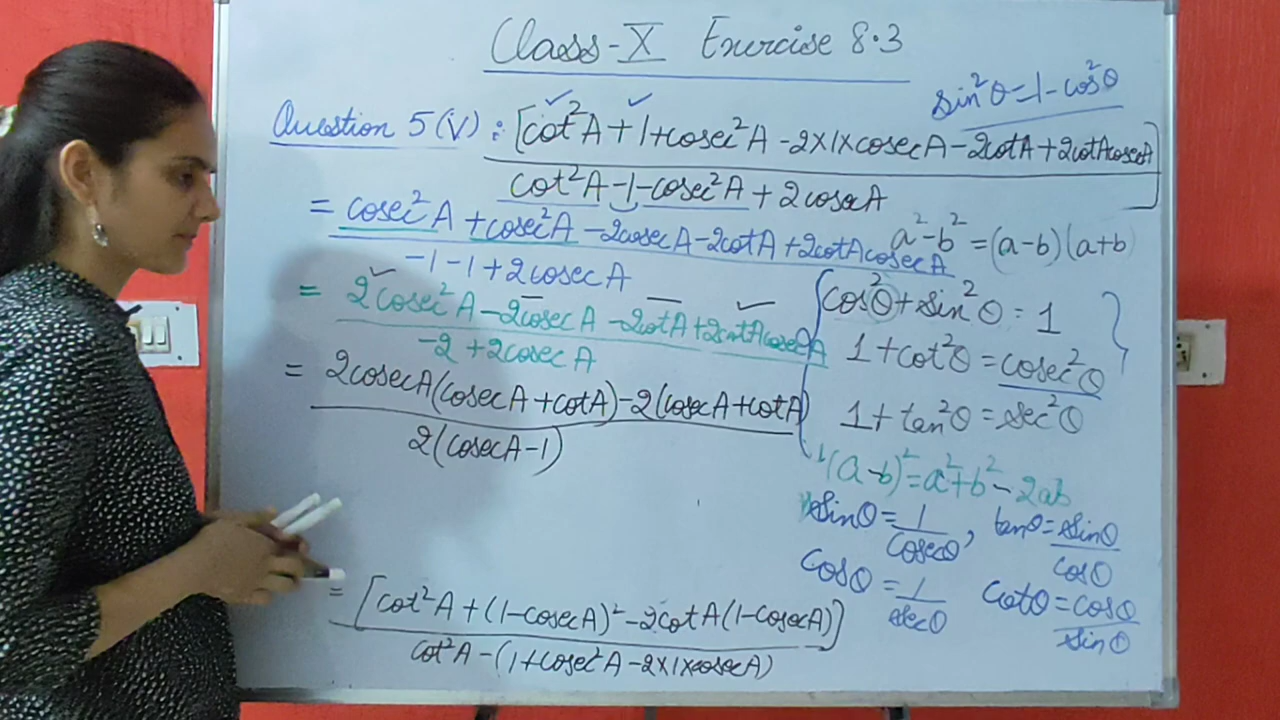 Class-X Exercise 8.3
sin²θ=1-cos²θ
Question 5(V) : [cot²A+1+cosec²A-2×1×cosecA-2cotA+2cotAcosecA]
cot²A-1-cosec²A+2cosecA
= cosec²A+cosec²A-2cosecA-2cotA+2cotAcosecA
-1-1+2cosecA
= 2cosec²A-2cosecA-2cotA+2cotAcosecA
-2+2cosecA
= 2cosecA(cosecA+cotA)-2(cosecA+cotA)
2(cosecA-1)
= [cot²A+(1-cosecA)²-2cotA(1-cosecA)]
cot²A-(1+cosec²A-2×1×cosecA)
a²-b²=(a-b)(a+b)
cos²θ+sin²θ=1
1+cot²θ=cosec²θ
1+tan²θ=sec²θ
(a-b)²=a²+b²-2ab
sinθ=1/cosecθ, tanθ=sinθ/cosθ
cosθ=1/secθ cotθ=cosθ/sinθ